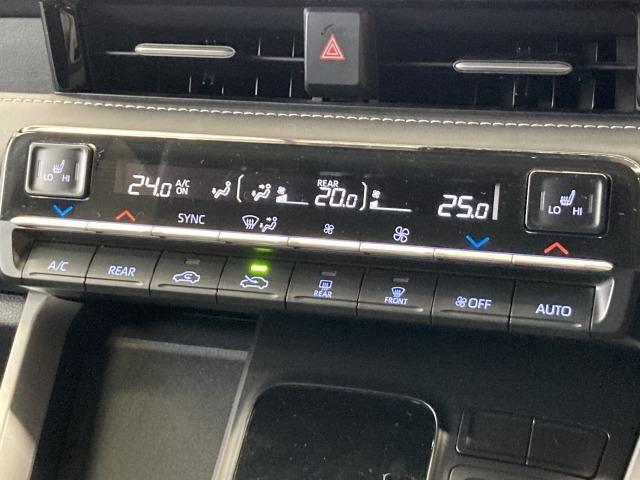 LO HI
24.0 A/C ON
REAR
20.0
25.0
LO HI
SYNC
A/C
REAR
REAR
FRONT
OFF
AUTO